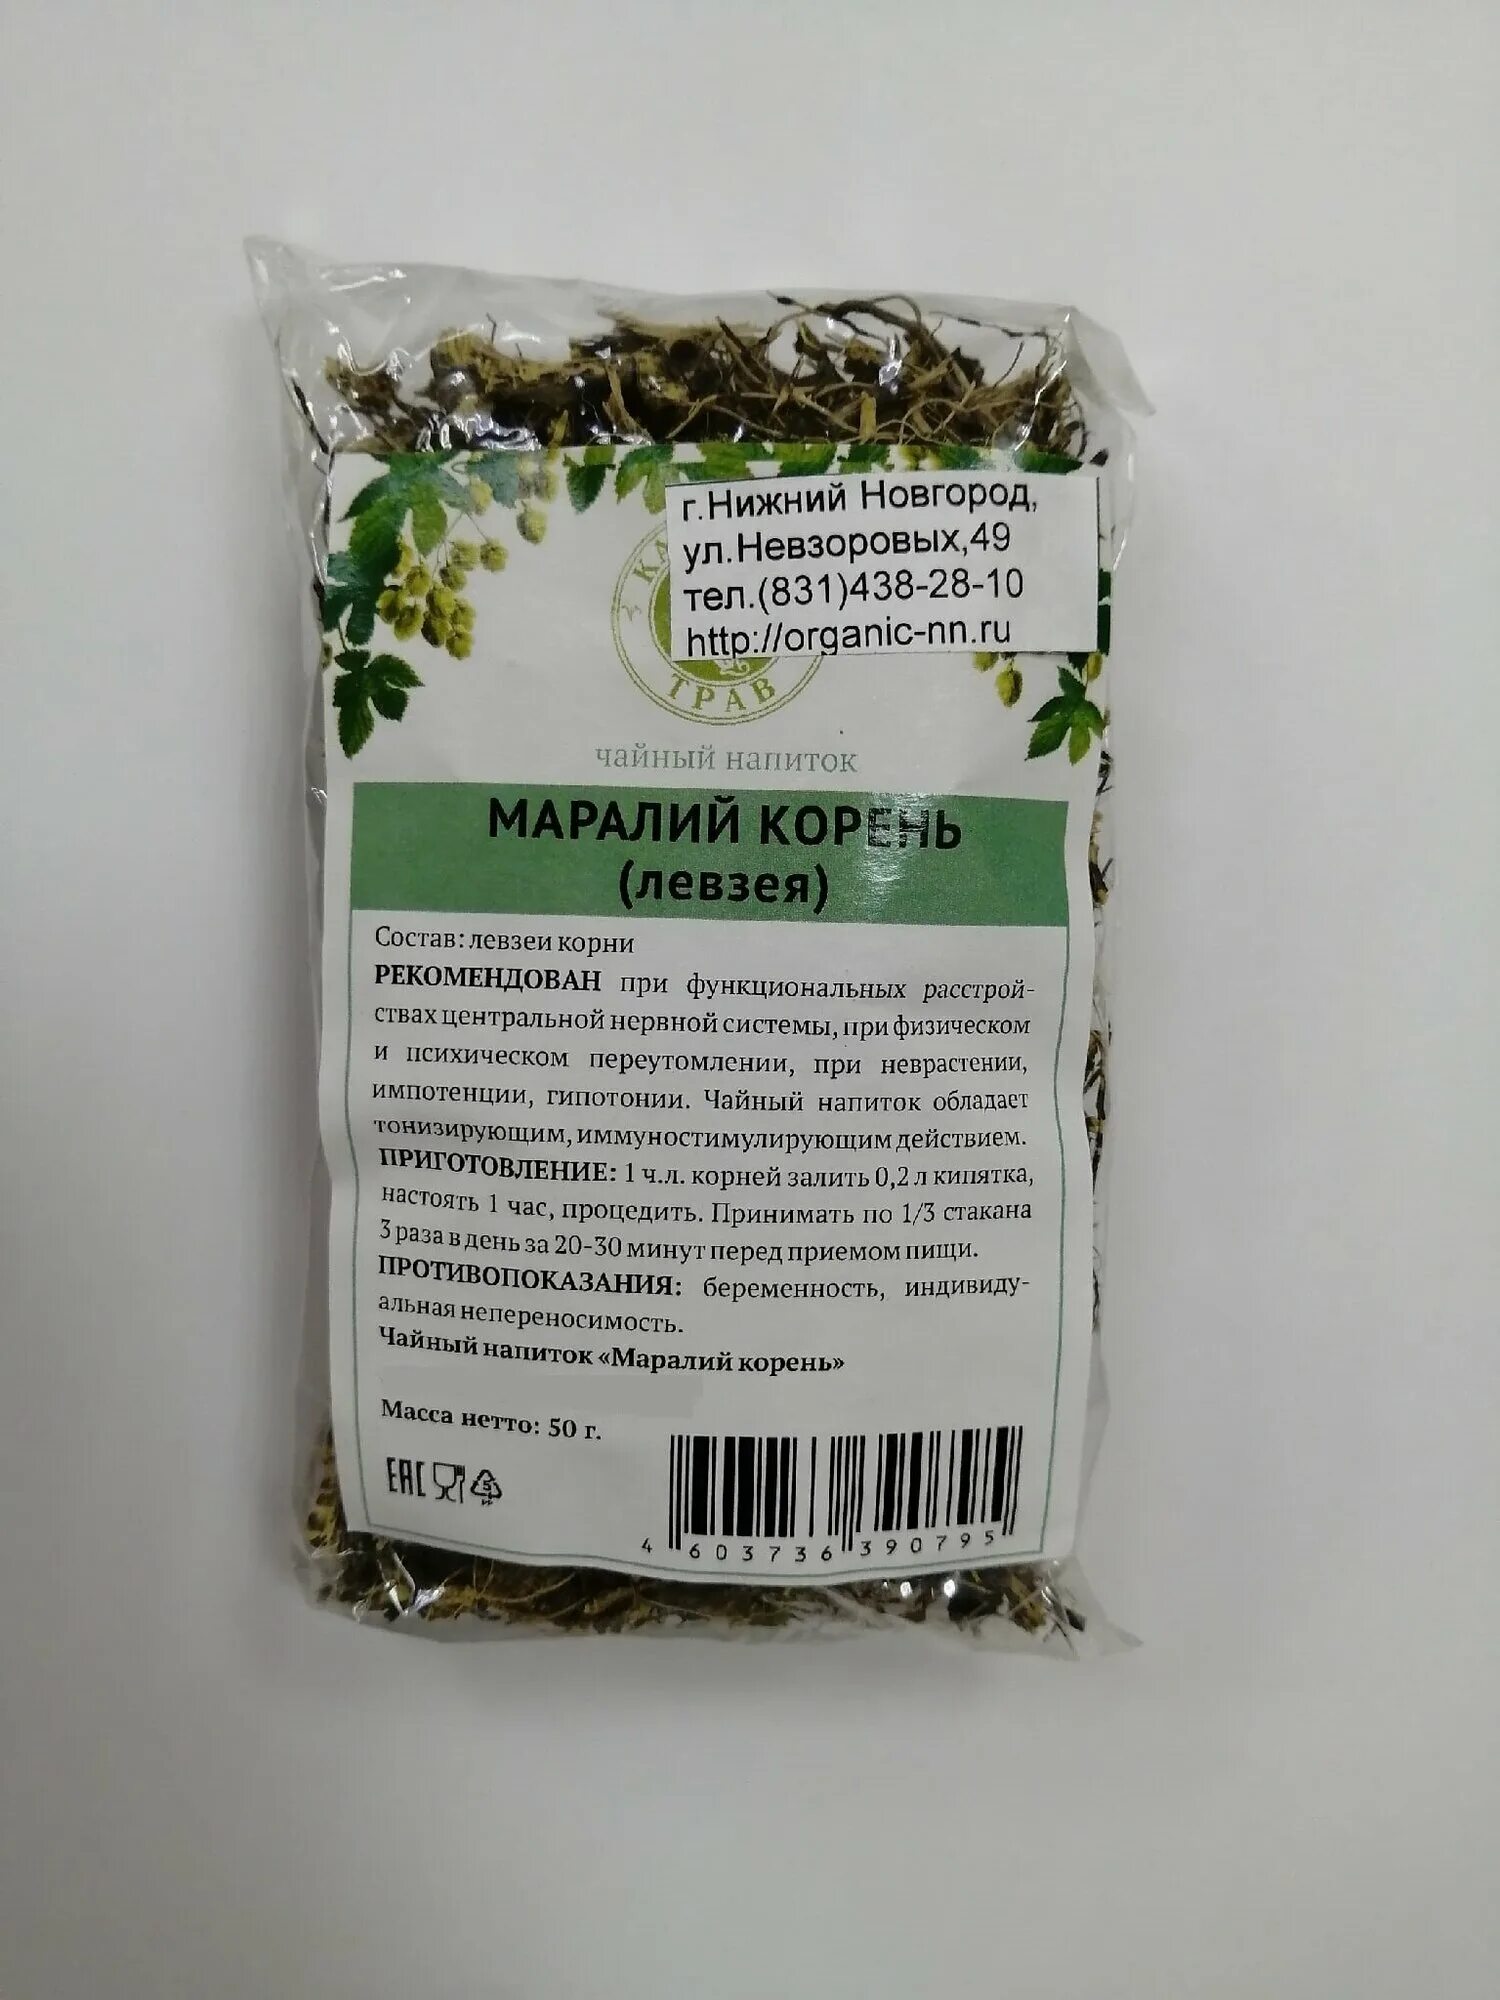 г.Нижний Новгород,
ул.Невзоровых,49
тел.(831)438-28-10
http://organic-nn.ru
ТРАВ
чайный напиток
МАРАЛИЙ КОРЕНЬ
(левзея)
Состав: левзеи корни
РЕКОМЕНДОВАН при функциональных расстрой-
ствах центральной нервной системы, при физическом
и психическом переутомлении, при неврастении,
импотенции, гипотонии. Чайный напиток обладает
тонизирующим, иммуностимулирующим действием.
ПРИГОТОВЛЕНИЕ: 1 ч.л. корней залить 0,2 л кипятка,
настоять 1 час, процедить. Принимать по 1/3 стакана
3 раза в день за 20-30 минут перед приемом пищи.
ПРОТИВОПОКАЗАНИЯ: беременность, индивиду-
альная непереносимость.
Чайный напиток «Маралий корень»
Масса нетто: 50 г.
EAC 5 PP
4 603736 390795